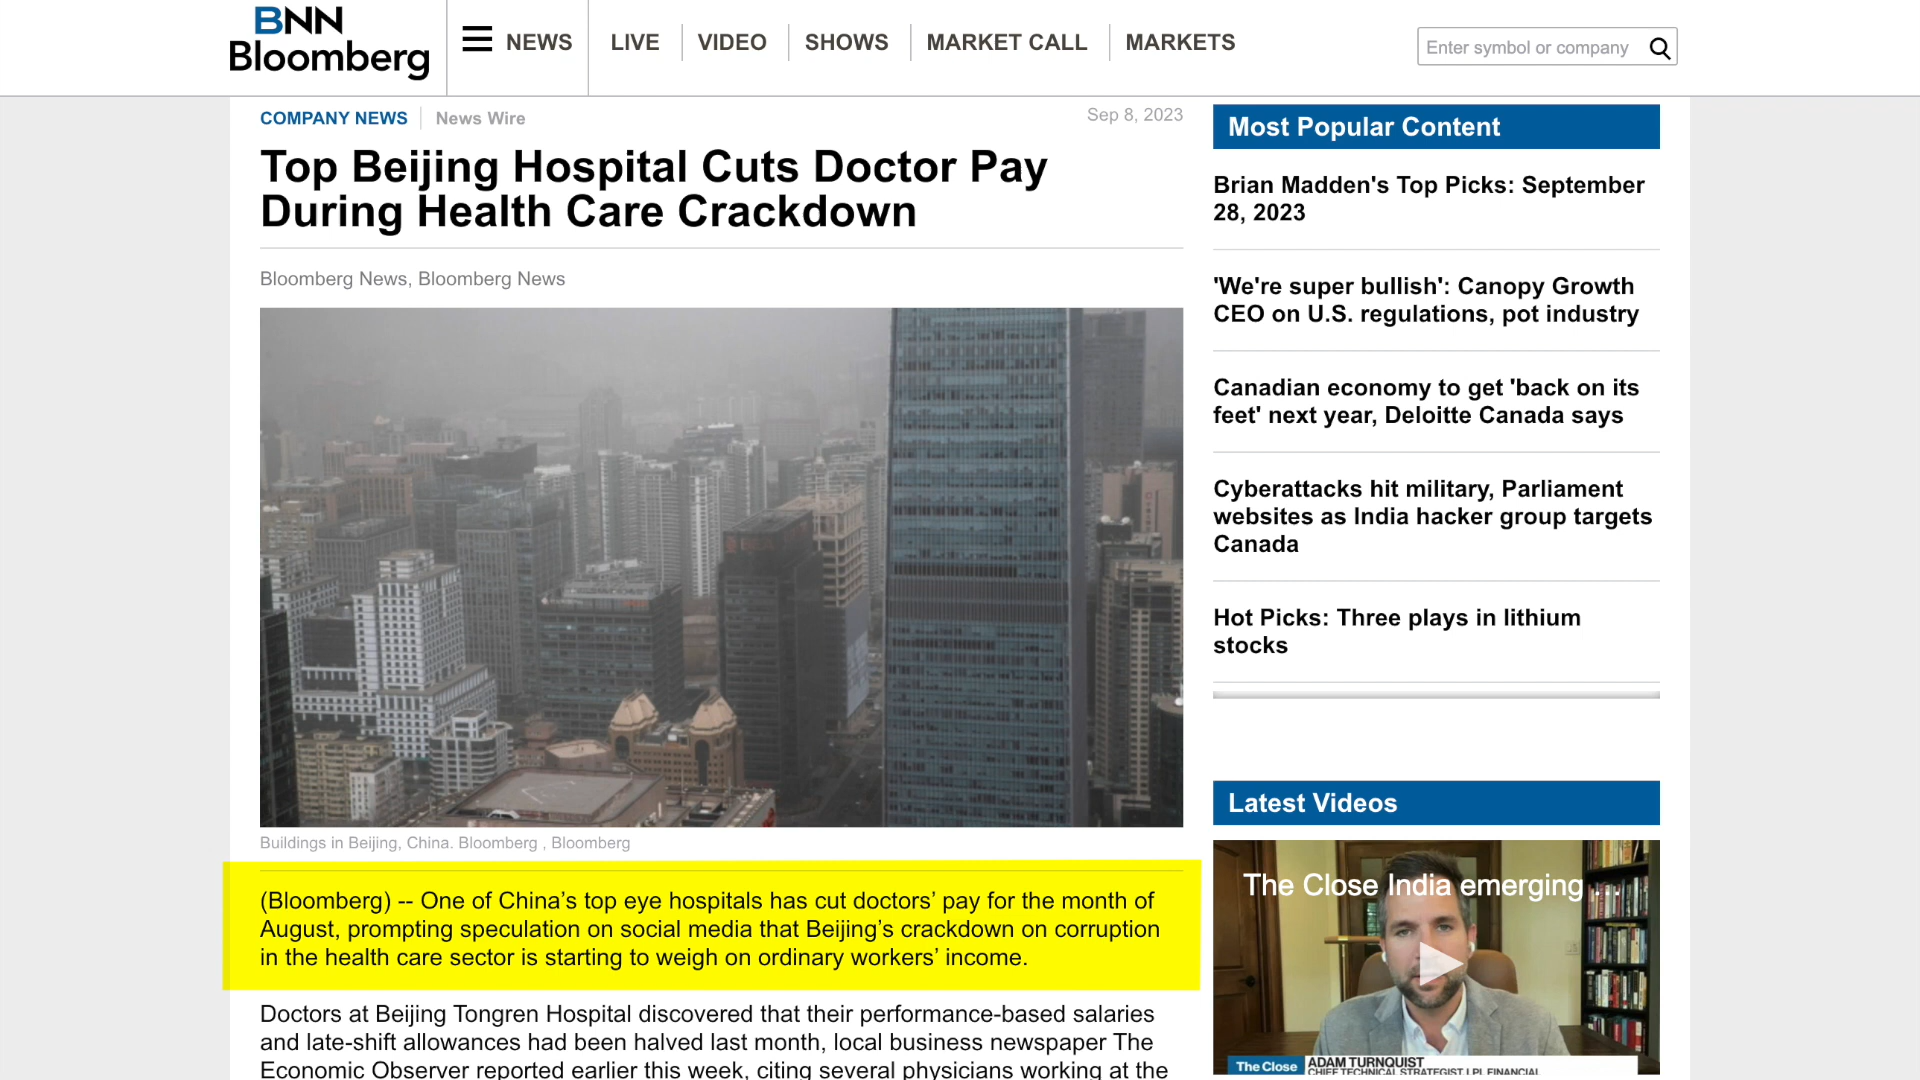 BNN
Bloomberg
NEWS
LIVE
VIDEO
SHOWS
MARKET CALL
MARKETS
Enter symbol or company
COMPANY NEWS
News Wire
Sep 8, 2023
Top Beijing Hospital Cuts Doctor Pay
During Health Care Crackdown
Bloomberg News, Bloomberg News
Buildings in Beijing, China. Bloomberg , Bloomberg
(Bloomberg) -- One of China’s top eye hospitals has cut doctors’ pay for the month of
August, prompting speculation on social media that Beijing’s crackdown on corruption
in the health care sector is starting to weigh on ordinary workers’ income.
Doctors at Beijing Tongren Hospital discovered that their performance-based salaries
and late-shift allowances had been halved last month, local business newspaper The
Economic Observer reported earlier this week, citing several physicians working at the
Most Popular Content
Brian Madden's Top Picks: September
28, 2023
'We're super bullish': Canopy Growth
CEO on U.S. regulations, pot industry
Canadian economy to get 'back on its
feet' next year, Deloitte Canada says
Cyberattacks hit military, Parliament
websites as India hacker group targets
Canada
Hot Picks: Three plays in lithium
stocks
Latest Videos
The Close India emerging ...
The Close
ADAM TURNQUIST
CHIEF TECHNICAL STRATEGIST, LPL FINANCIAL